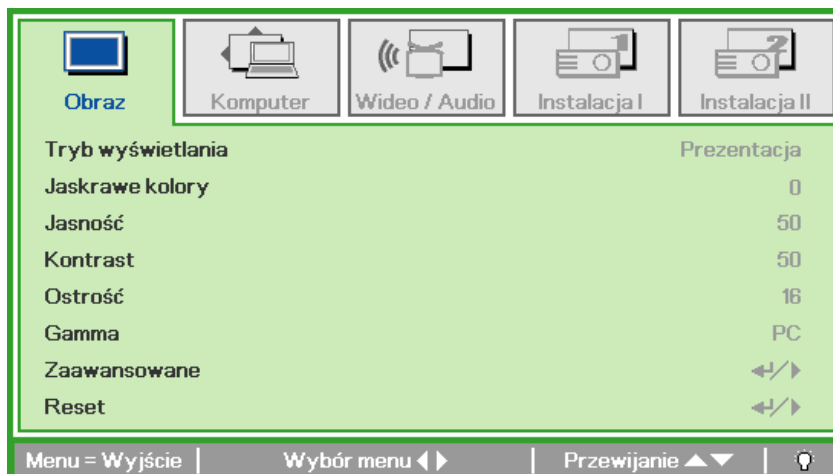 Obraz
Komputer
Wideo / Audio
Instalacja I
Instalacja II
Tryb wyświetlania Prezentacja
Jaskrawe kolory 0
Jasność 50
Kontrast 50
Ostrość 16
Gamma PC
Zaawansowane
Reset
Menu = Wyjście Wybór menu Przewijanie